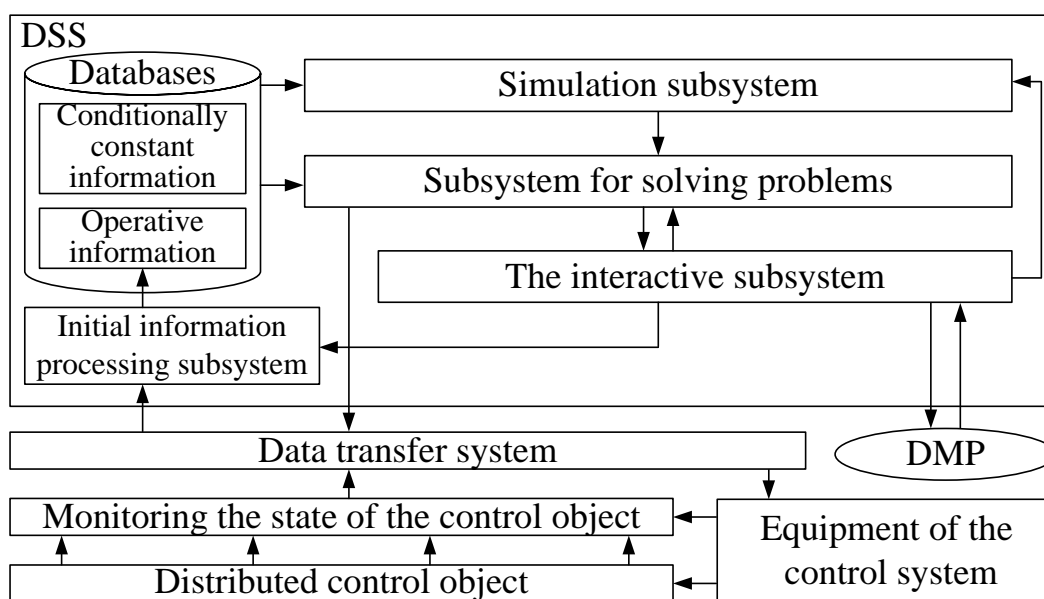 DSS
Databases
Conditionally
constant
information
Operative
information
Initial information
processing subsystem
Simulation subsystem
Subsystem for solving problems
The interactive subsystem
Data transfer system
DMP
Monitoring the state of the control object
Distributed control object
Equipment of the
control system